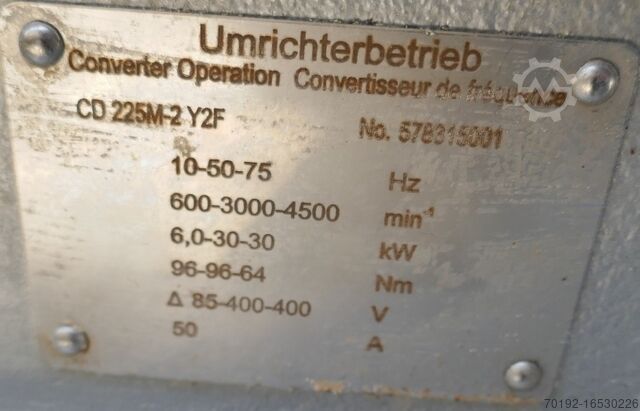 Umrichterbetrieb
Converter Operation Convertisseur de fréquence
CD 225M-2 Y2F No. 578315001
10-50-75 Hz
600-3000-4500 min-1
6,0-30-30 kW
96-96-64 Nm
Δ 85-400-400 V
50 A
70192-16530226